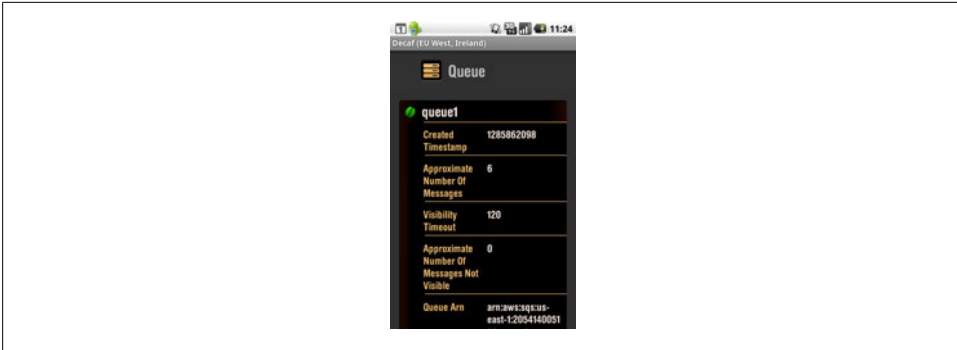 11:24
Decaf (EU West, Ireland)
Queue
queue1
Created
Timestamp
1285862098
Approximate
Number Of
Messages
6
Visibility
Timeout
120
Approximate
Number Of
Messages Not
Visible
0
Queue Arn
arn:aws:sqs:us-
east-1:2054140051